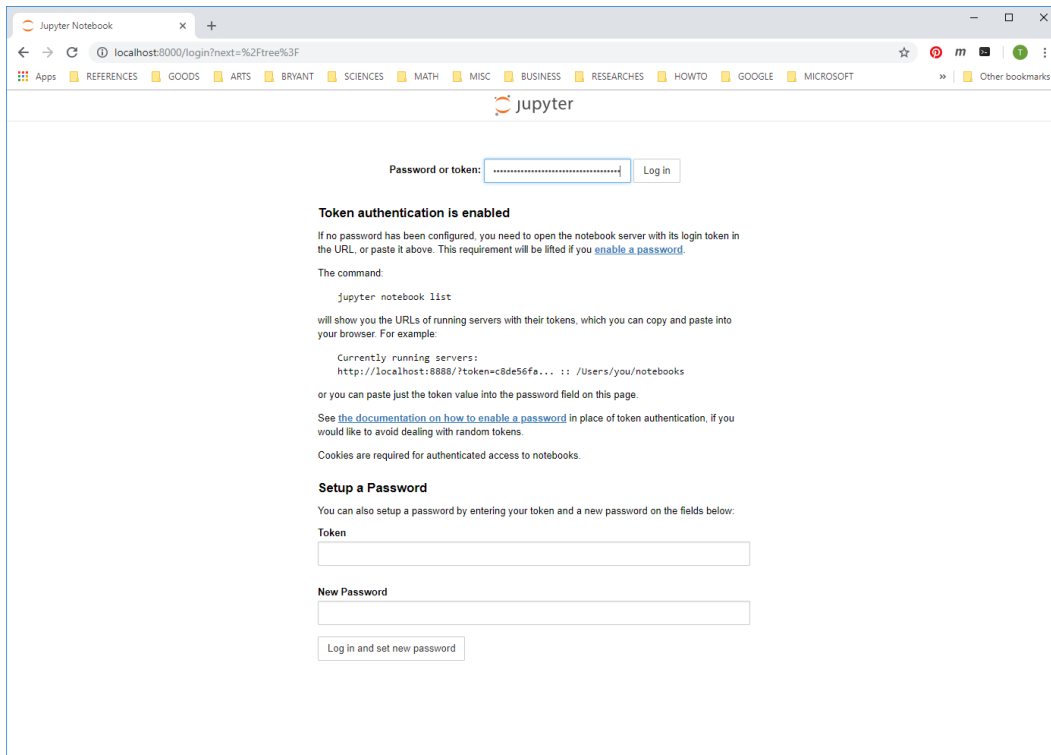 Jupyter Notebook
localhost:8000/login?next=%2Ftree%3F
m
T
Apps REFERENCES GOODS ARTS BRYANT SCIENCES MATH MISC BUSINESS RESEARCHES HOWTO GOOGLE MICROSOFT » Other bookmarks
jupyter
Password or token: Log in
Token authentication is enabled
If no password has been configured, you need to open the notebook server with its login token in
the URL, or paste it above. This requirement will be lifted if you enable a password.
The command:
jupyter notebook list
will show you the URLs of running servers with their tokens, which you can copy and paste into
your browser. For example:
Currently running servers:
http://localhost:8888/?token=c8de56fa... :: /Users/you/notebooks
or you can paste just the token value into the password field on this page.
See the documentation on how to enable a password in place of token authentication, if you
would like to avoid dealing with random tokens.
Cookies are required for authenticated access to notebooks.
Setup a Password
You can also setup a password by entering your token and a new password on the fields below:
Token
New Password
Log in and set new password